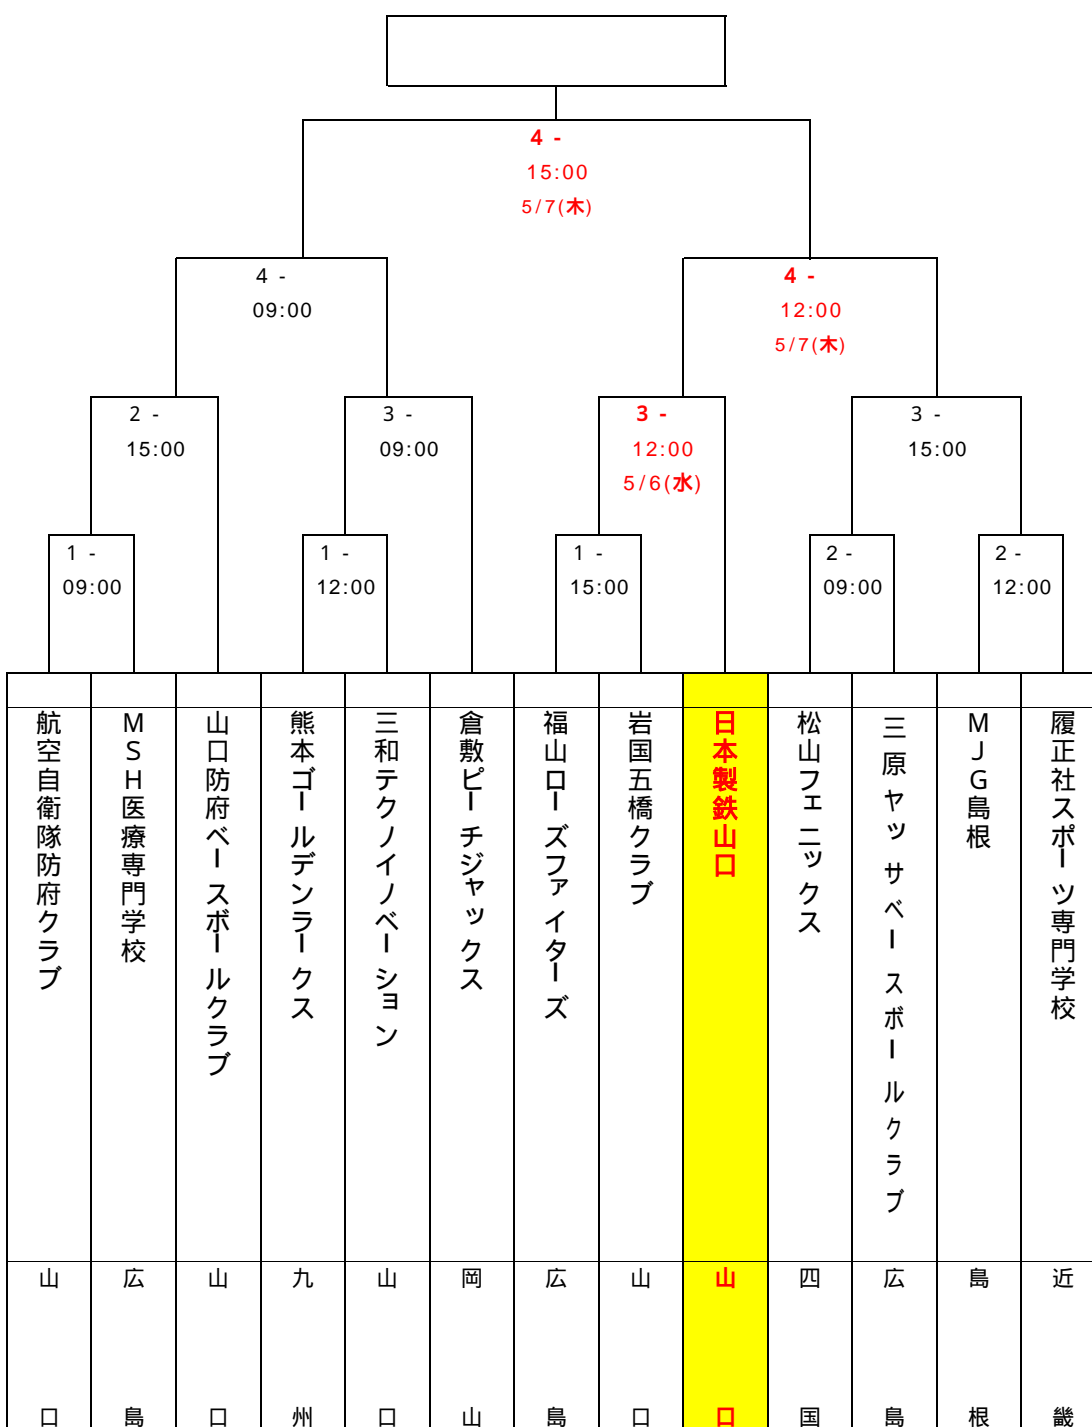 4 -
15:00
5/7(木)
4 -
09:00
4 -
12:00
5/7(木)
2 -
15:00
3 -
09:00
3 -
12:00
5/6(水)
3 -
15:00
1 -
09:00
1 -
12:00
1 -
15:00
2 -
09:00
2 -
12:00
航空自衛隊防府クラブ
MSH医療専門学校
山口防府ベースボールクラブ
熊本ゴールデンラークス
三和テクノイノベーション
倉敷ピーチジャックス
福山ローズファイターズ
岩国五橋クラブ
日本製鉄山口
松山フェニックス
三原ヤッサベースボールクラブ
MJG島根
履正社スポーツ専門学校
山口
広島
山口
九州
山口
岡山
広島
山口
山口
四国
広島
島根
近畿